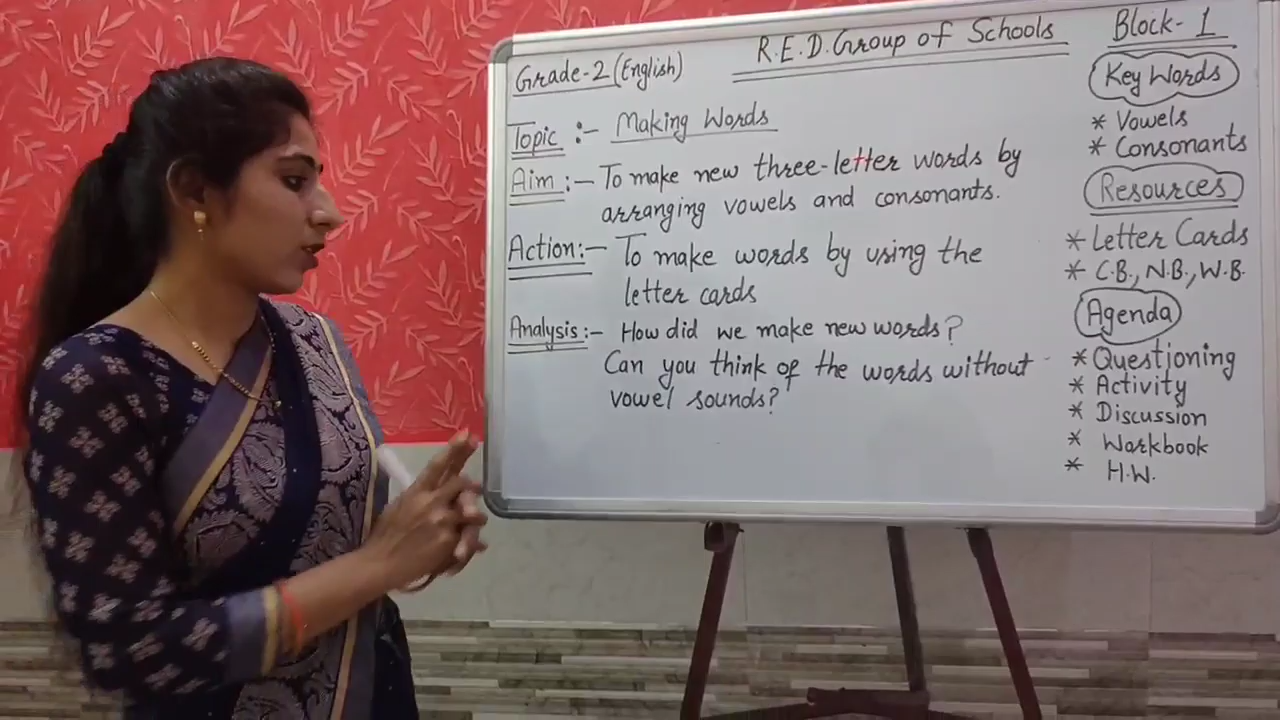 R.E.D. Group of Schools
Block-1
Grade-2 (English)
Topic :- Making Words
Aim :- To make new three-letter words by
arranging vowels and consonants.
Action:- To make words by using the
letter cards
Analysis:- How did we make new words?
Can you think of the words without
vowel sounds?
Key Words
* Vowels
* Consonants
Resources
* Letter Cards
* C.B., N.B., W.B.
Agenda
* Questioning
* Activity
* Discussion
* Workbook
* H.W.